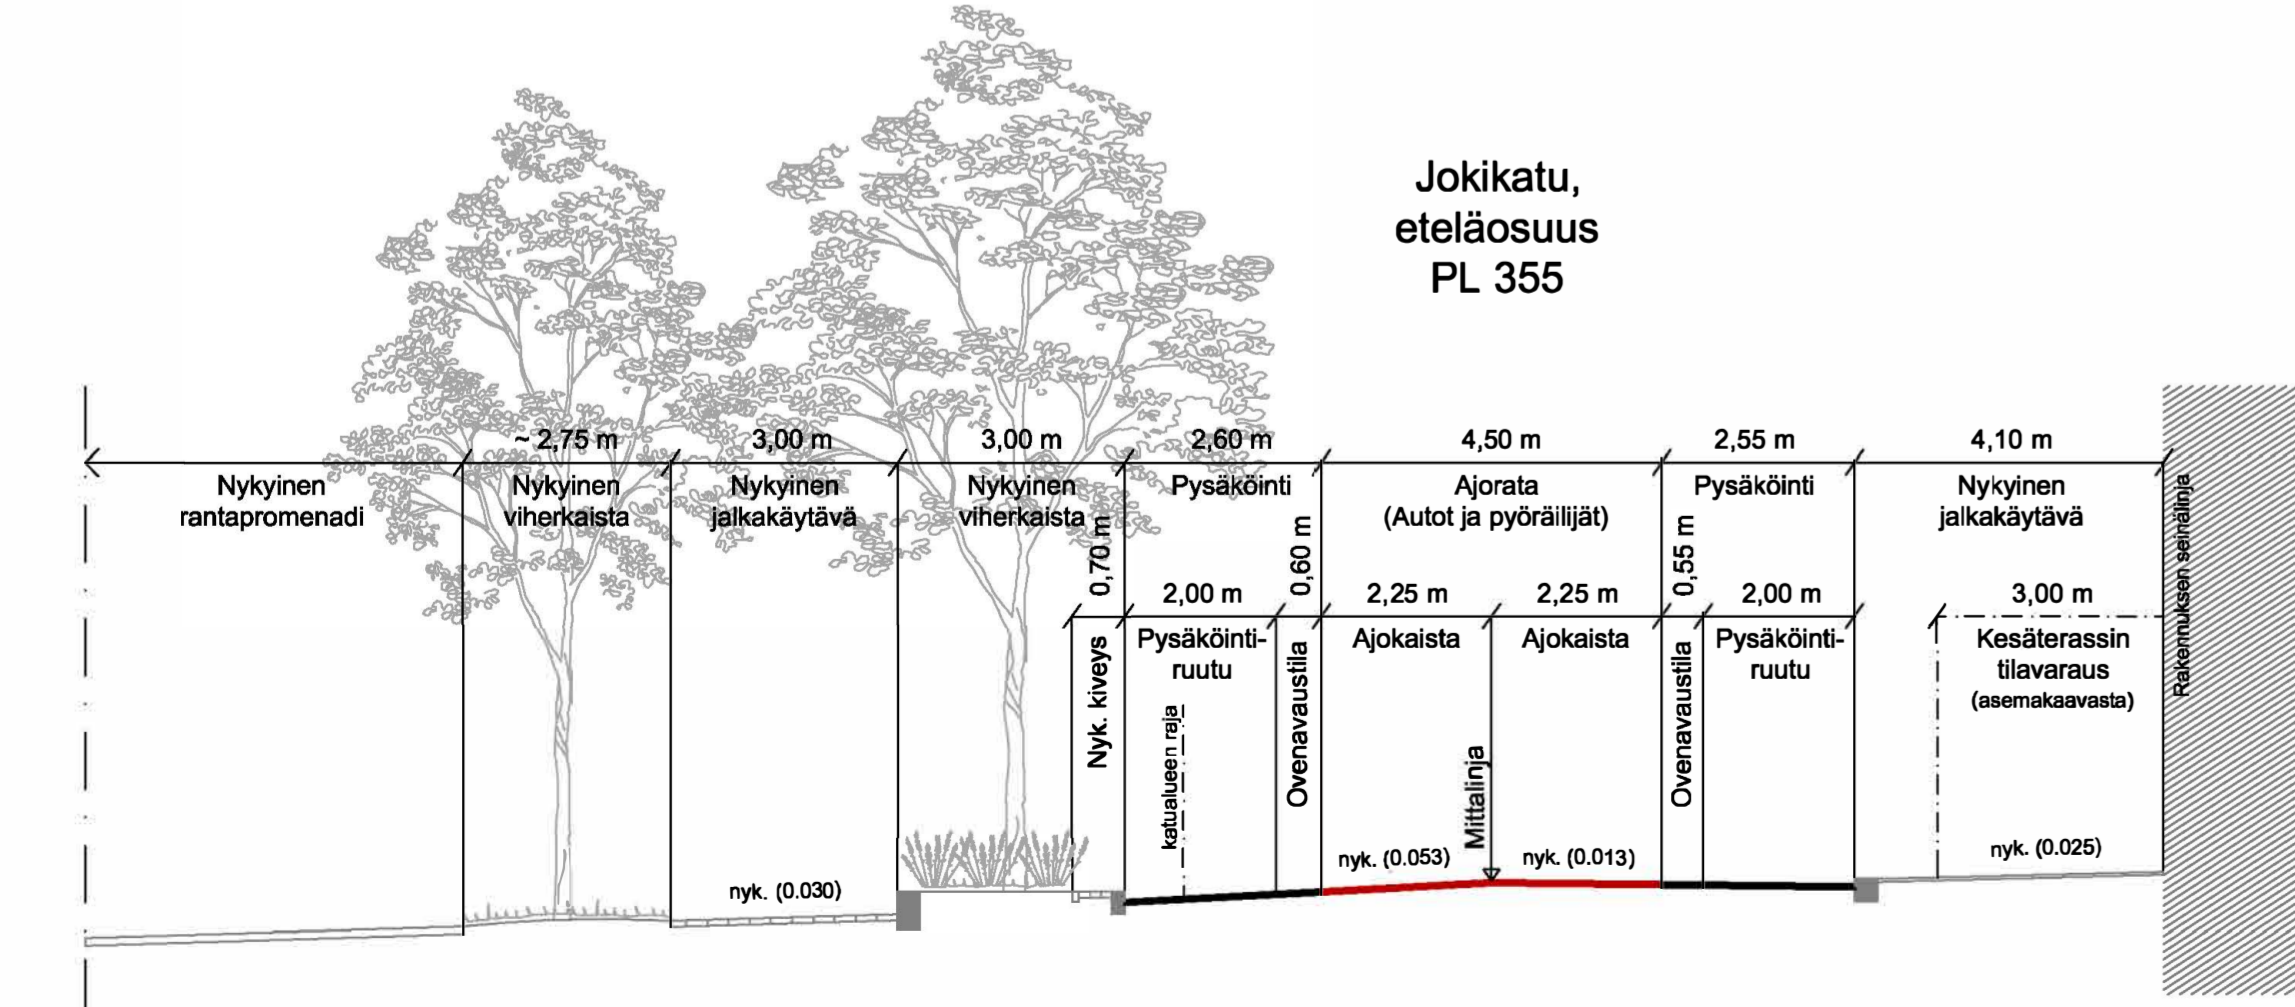 Jokikatu,
eteläosuus
PL 355
~ 2,75 m
3,00 m
3,00 m
2,60 m
4,50 m
2,55 m
4,10 m
Nykyinen
rantapromenadi
Nykyinen
viherkaista
Nykyinen
jalkakäytävä
Nykyinen
viherkaista
Pysäköinti
Ajorata
(Autot ja pyöräilijät)
Pysäköinti
Nykyinen
jalkakäytävä
Rakennuksen seinälinja
0,70 m
2,00 m
0,60 m
2,25 m
2,25 m
0,55 m
2,00 m
3,00 m
Nyk. kiveys
Pysäköinti-
ruutu
Ovenavaustila
Ajokaista
Ajokaista
Ovenavaustila
Pysäköinti-
ruutu
Kesäterassin
tilavaraus
(asemakaavasta)
katualueen raja
Mittalinja
nyk. (0.030)
nyk. (0.053)
nyk. (0.013)
nyk. (0.025)